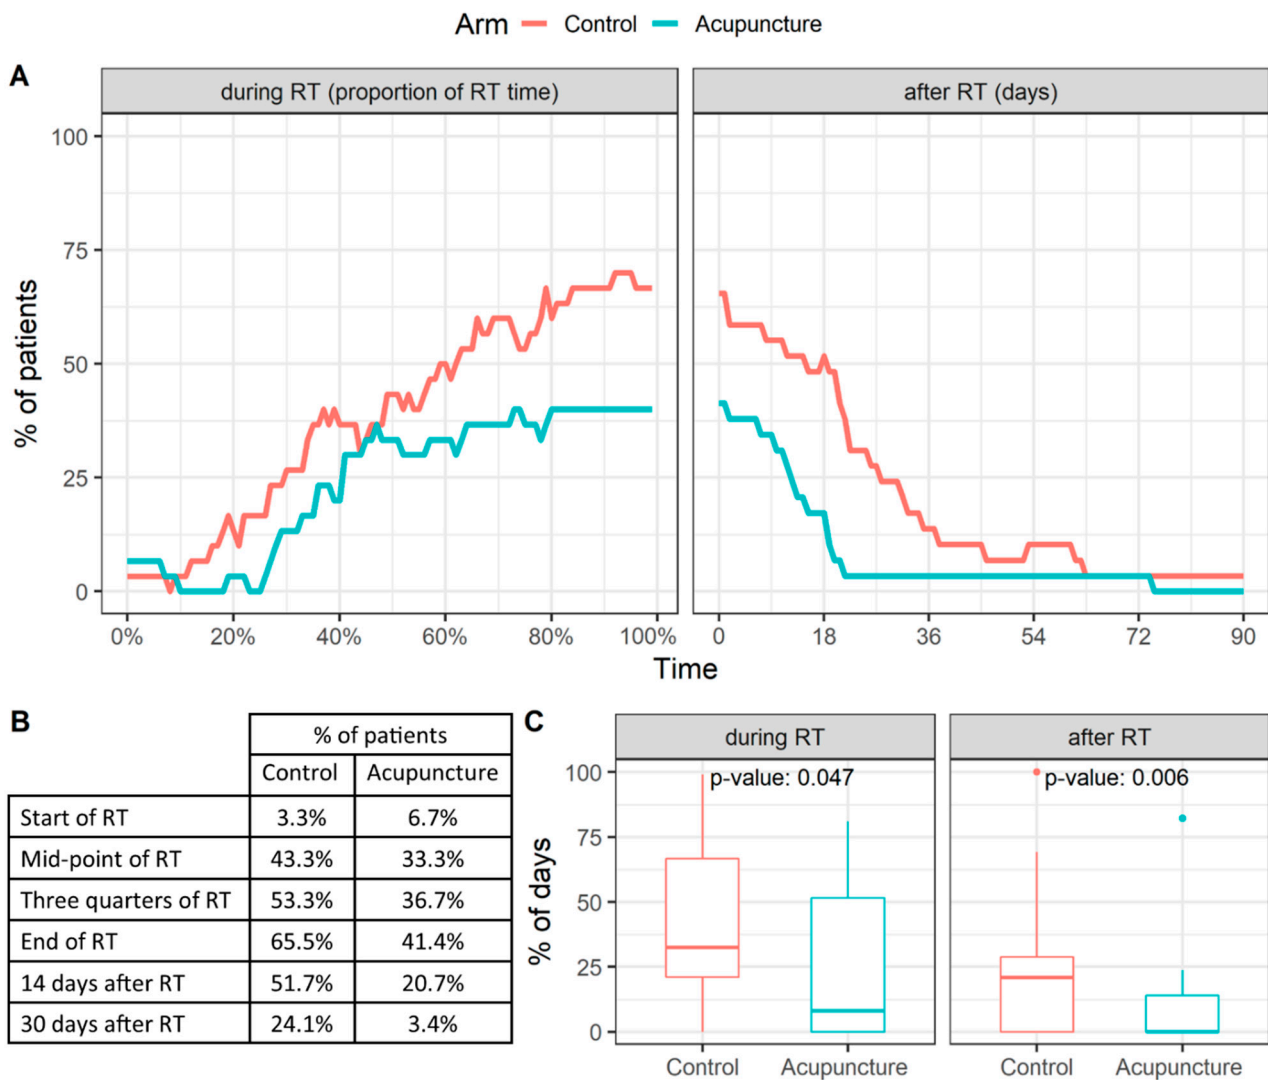 Arm Control Acupuncture
A
during RT (proportion of RT time) after RT (days)
% of patients
100
75
50
25
0
0% 20% 40% 60% 80% 100% 0 18 36 54 72 90
Time
B
% of patients
Control Acupuncture
Start of RT 3.3% 6.7%
Mid-point of RT 43.3% 33.3%
Three quarters of RT 53.3% 36.7%
End of RT 65.5% 41.4%
14 days after RT 51.7% 20.7%
30 days after RT 24.1% 3.4%
C
during RT after RT
p-value: 0.047 p-value: 0.006
% of days
100
75
50
25
0
Control Acupuncture Control Acupuncture